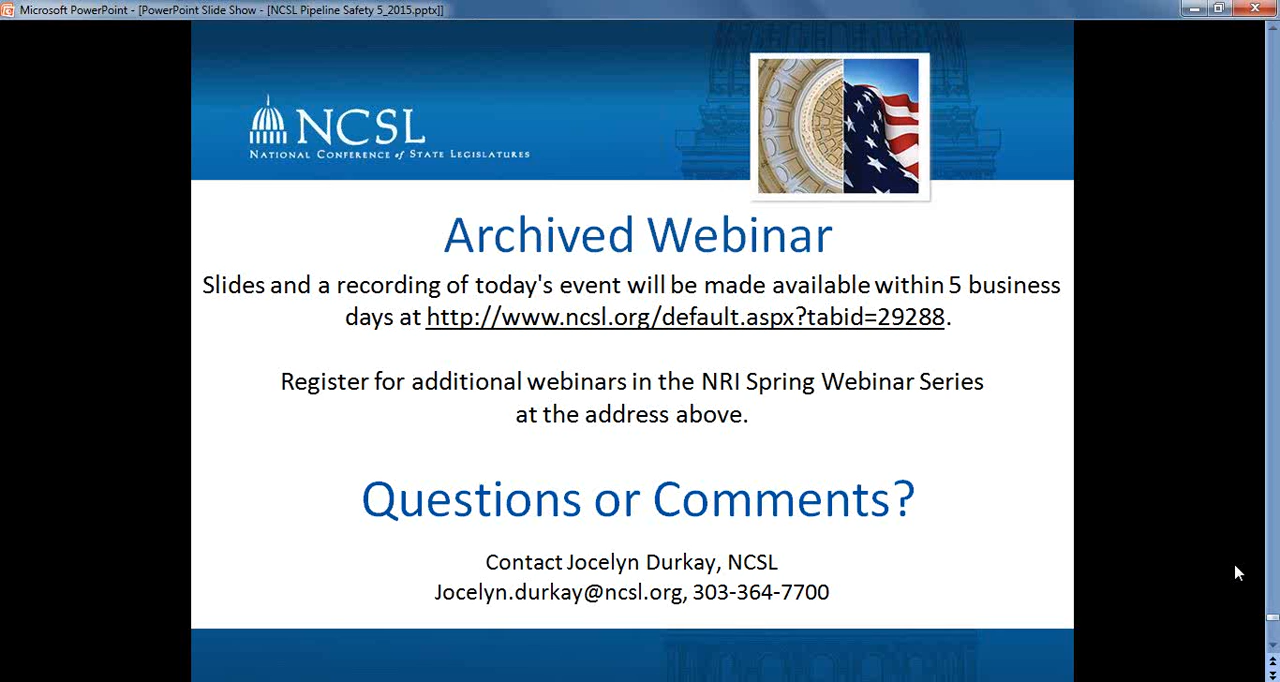 Microsoft PowerPoint - [PowerPoint Slide Show - [NCSL Pipeline Safety 5_2015.pptx]]
NCSL
NATIONAL CONFERENCE of STATE LEGISLATURES
Archived Webinar
Slides and a recording of today's event will be made available within 5 business
days at http://www.ncsl.org/default.aspx?tabid=29288.
Register for additional webinars in the NRI Spring Webinar Series
at the address above.
Questions or Comments?
Contact Jocelyn Durkay, NCSL
Jocelyn.durkay@ncsl.org, 303-364-7700